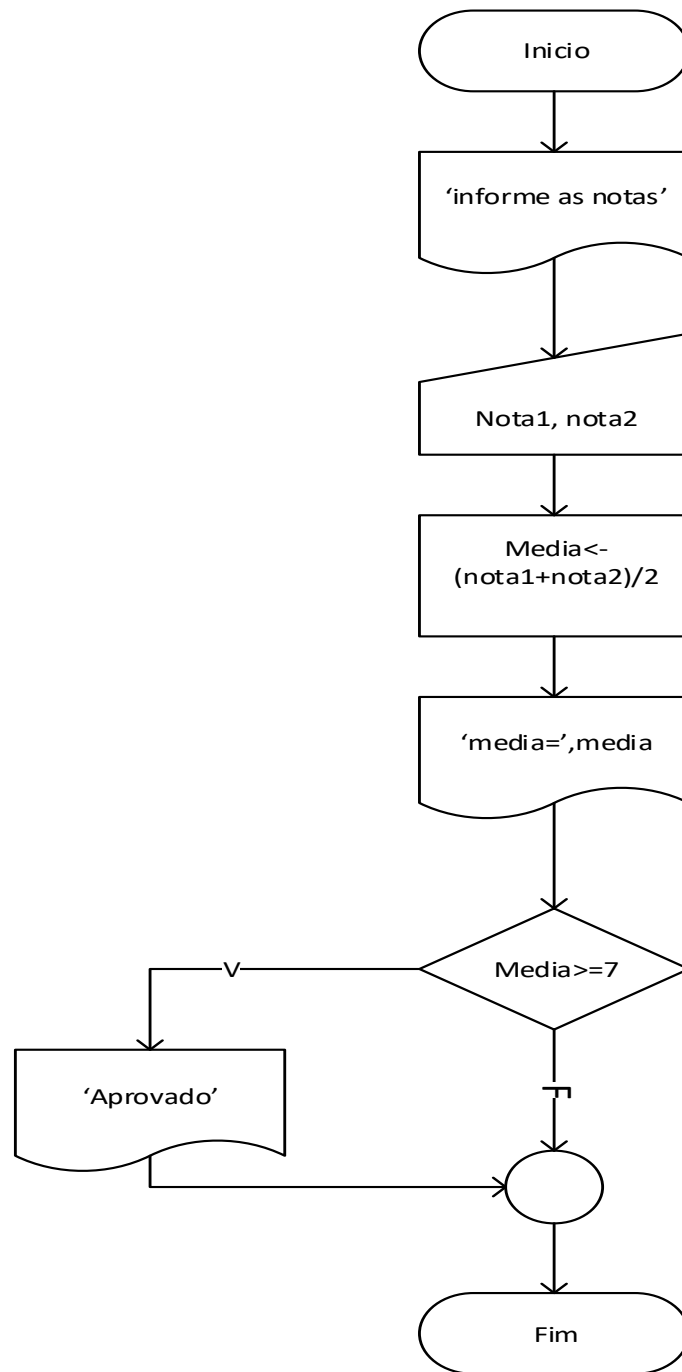 Inicio
‘informe as notas’
Nota1, nota2
Media<-
(nota1+nota2)/2
‘media=’,media
Media>=7
V
‘Aprovado’
F
Fim